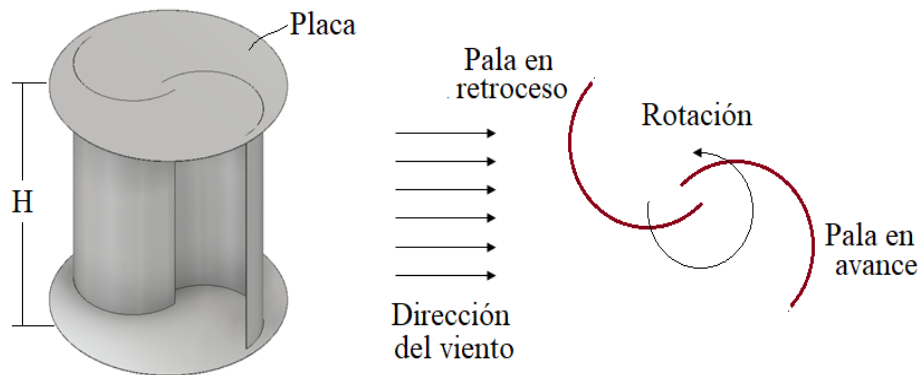 Placa
H
Pala en
retroceso
Rotación
Pala en
avance
Dirección
del viento